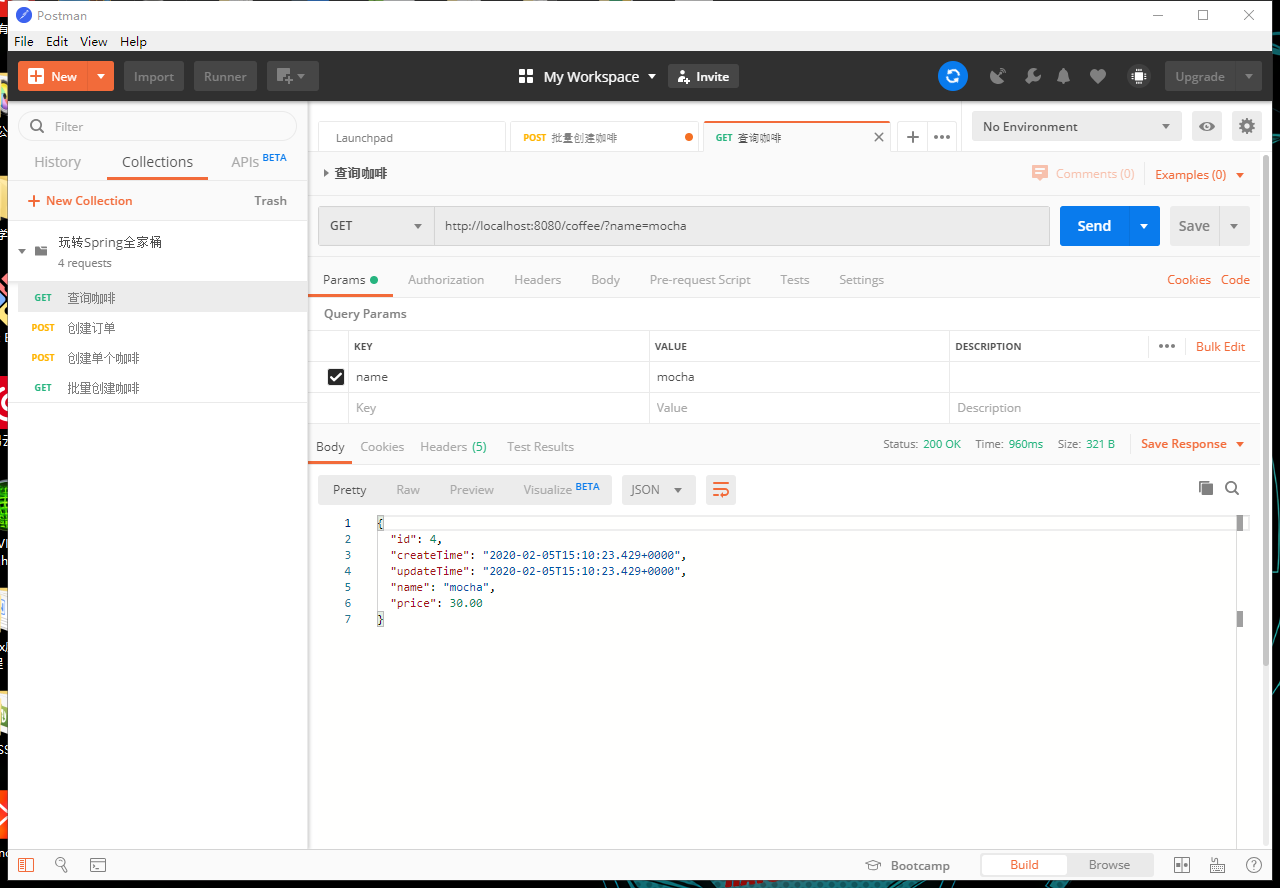 Postman
File Edit View Help
New Import Runner My Workspace Invite Upgrade
Filter
History Collections APIs BETA
New Collection Trash
玩转Spring全家桶
4 requests
GET 查询咖啡
POST 创建订单
POST 创建单个咖啡
GET 批量创建咖啡
Launchpad POST 批量创建咖啡 GET 查询咖啡 No Environment
查询咖啡 Comments (0) Examples (0)
GET http://localhost:8080/coffee/?name=mocha Send Save
Params Authorization Headers Body Pre-request Script Tests Settings Cookies Code
Query Params
KEY VALUE DESCRIPTION Bulk Edit
name mocha
Key Value Description
Body Cookies Headers (5) Test Results Status: 200 OK Time: 960ms Size: 321 B Save Response
Pretty Raw Preview Visualize BETA JSON
1 {
2 "id": 4,
3 "createTime": "2020-02-05T15:10:23.429+0000",
4 "updateTime": "2020-02-05T15:10:23.429+0000",
5 "name": "mocha",
6 "price": 30.00
7 }
Bootcamp Build Browse